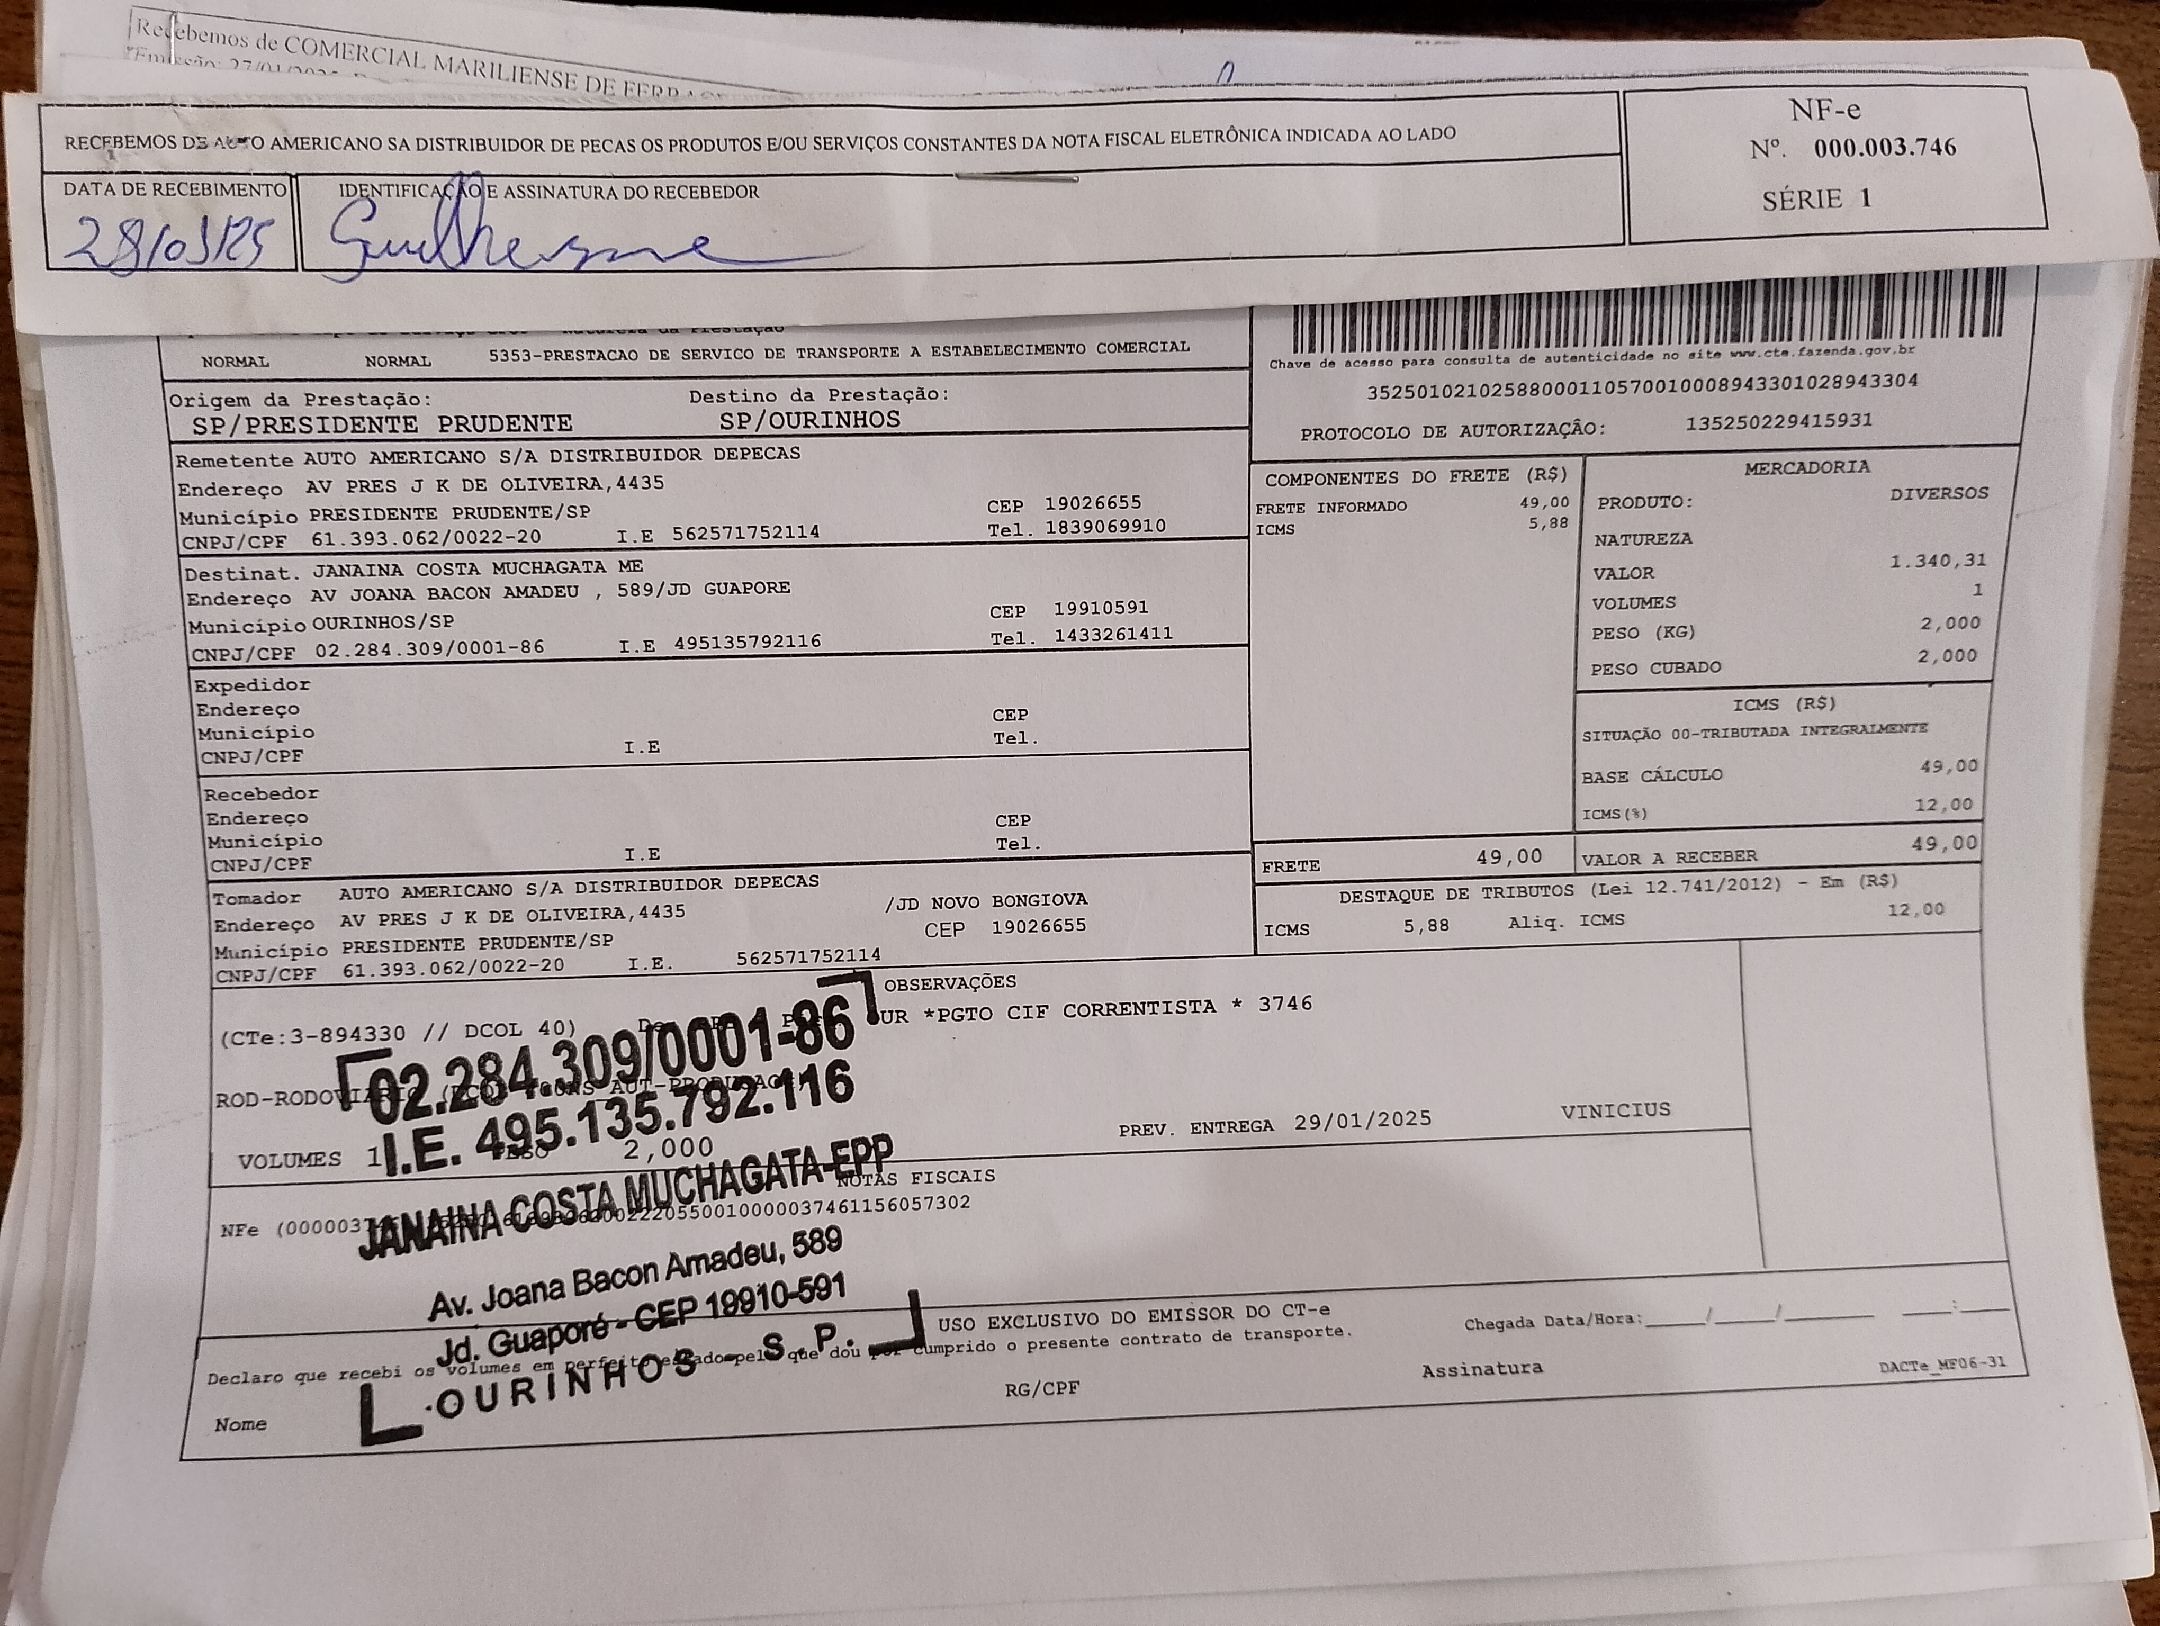 Recebemos de COMERCIAL MARILIENSE DE
RECEBEMOS DE AUTO AMERICANO SA DISTRIBUIDOR DE PECAS OS PRODUTOS E/OU SERVIÇOS CONSTANTES DA NOTA FISCAL ELETRÔNICA INDICADA AO LADO
NF-e
Nº. 000.003.746
SÉRIE 1
DATA DE RECEBIMENTO
IDENTIFICAÇÃO E ASSINATURA DO RECEBEDOR
Guilherme
NORMAL NORMAL 5353-PRESTACAO DE SERVICO DE TRANSPORTE A ESTABELECIMENTO COMERCIAL
Chave de acesso para consulta de autenticidade no site www.cte.fazenda.gov.br
35250102102588000110570010008943301028943304
PROTOCOLO DE AUTORIZAÇÃO: 135250229415931
Origem da Prestação: Destino da Prestação:
SP/PRESIDENTE PRUDENTE SP/OURINHOS
Remetente AUTO AMERICANO S/A DISTRIBUIDOR DEPECAS
Endereço AV PRES J K DE OLIVEIRA,4435
Município PRESIDENTE PRUDENTE/SP CEP 19026655
CNPJ/CPF 61.393.062/0022-20 I.E 562571752114 Tel. 1839069910
Destinat. JANAINA COSTA MUCHAGATA ME
Endereço AV JOANA BACON AMADEU , 589/JD GUAPORE
Município OURINHOS/SP CEP 19910591
CNPJ/CPF 02.284.309/0001-86 I.E 495135792116 Tel. 1433261411
Expedidor
Endereço
Município CEP
CNPJ/CPF I.E Tel.
Recebedor
Endereço
Município CEP
CNPJ/CPF I.E Tel.
Tomador AUTO AMERICANO S/A DISTRIBUIDOR DEPECAS
Endereço AV PRES J K DE OLIVEIRA,4435 /JD NOVO BONGIOVA
Município PRESIDENTE PRUDENTE/SP CEP 19026655
CNPJ/CPF 61.393.062/0022-20 I.E. 562571752114
COMPONENTES DO FRETE (R$)
FRETE INFORMADO 49,00
ICMS 5,88
MERCADORIA
PRODUTO: DIVERSOS
NATUREZA
VALOR 1.340,31
VOLUMES 1
PESO (KG) 2,000
PESO CUBADO 2,000
ICMS (R$)
SITUAÇÃO 00-TRIBUTADA INTEGRALMENTE
BASE CÁLCULO 49,00
ICMS(%) 12,00
FRETE 49,00 VALOR A RECEBER 49,00
DESTAQUE DE TRIBUTOS (Lei 12.741/2012) - Em (R$)
ICMS 5,88 Aliq. ICMS 12,00
OBSERVAÇÕES
(CTe:3-894330 // DCOL 40) UR *PGTO CIF CORRENTISTA * 3746
VOLUMES 1 PESO 2,000 PREV. ENTREGA 29/01/2025 VINICIUS
NOTAS FISCAIS
NFe
02.284.309/0001-86
I.E. 495.135.792.116
JANAINA COSTA MUCHAGATA-EPP
Av. Joana Bacon Amadeu, 589
Jd. Guaporé - CEP 19910-591
OURINHOS - S.P.
USO EXCLUSIVO DO EMISSOR DO CT-e
Declaro que recebi os volumes em perfeito estado pelo que dou por cumprido o presente contrato de transporte.
Chegada Data/Hora:____/____/____ ___:___
Nome RG/CPF Assinatura DACTe_MF06-31